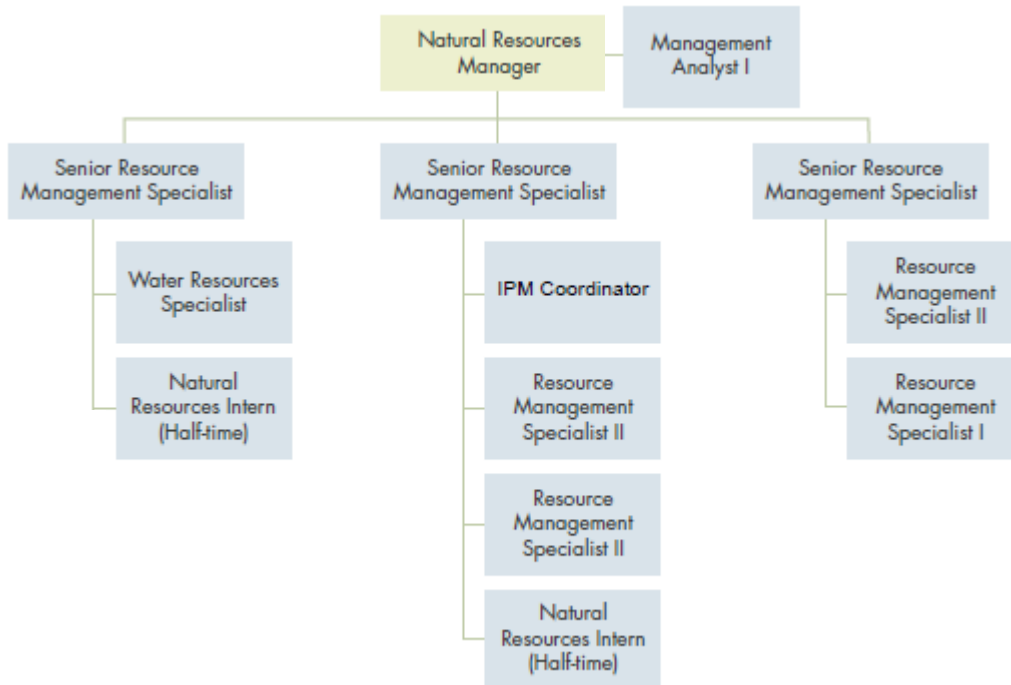 Natural Resources
Manager
Management
Analyst I
Senior Resource
Management Specialist
Water Resources
Specialist
Natural
Resources Intern
(Half-time)
Senior Resource
Management Specialist
IPM Coordinator
Resource
Management
Specialist II
Resource
Management
Specialist II
Natural
Resources Intern
(Half-time)
Senior Resource
Management Specialist
Resource
Management
Specialist II
Resource
Management
Specialist I